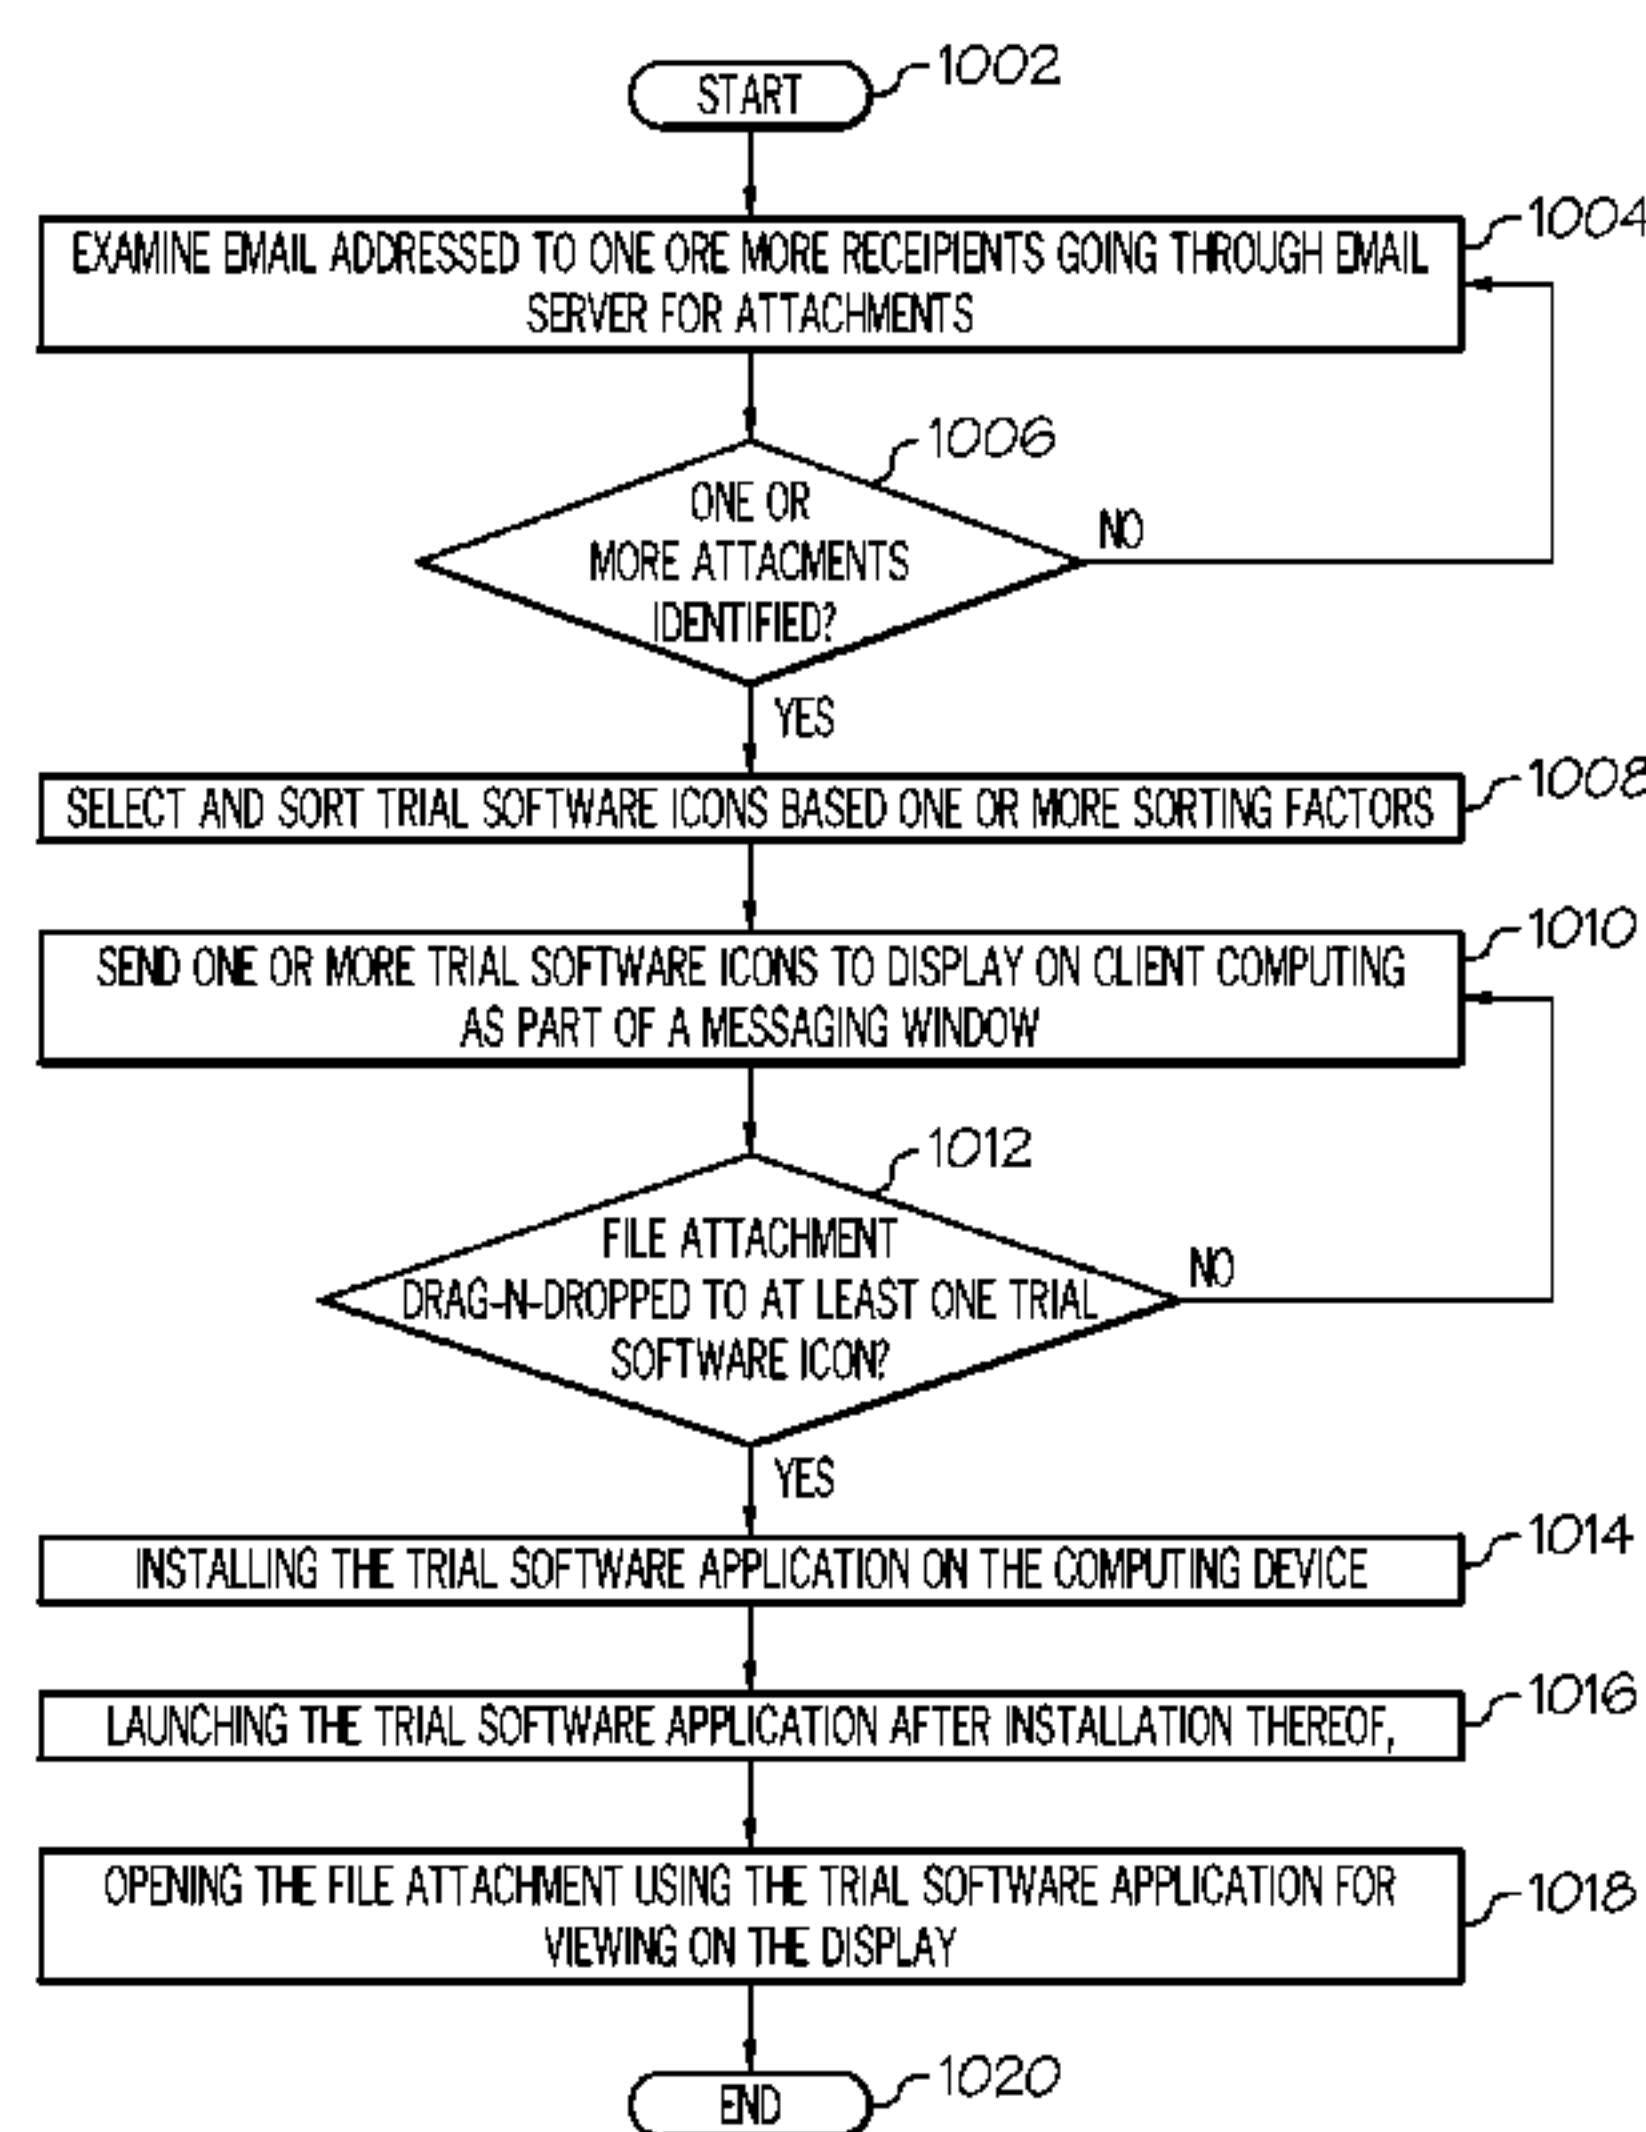 START
1002
1004
EXAMINE EMAIL ADDRESSED TO ONE ORE MORE RECEIPIENTS GOING THROUGH EMAIL
SERVER FOR ATTACHMENTS
1006
ONE OR
MORE ATTACMENTS
IDENTIFIED?
NO
YES
1008
SELECT AND SORT TRIAL SOFTWARE ICONS BASED ONE OR MORE SORTING FACTORS
1010
SEND ONE OR MORE TRIAL SOFTWARE ICONS TO DISPLAY ON CLIENT COMPUTING
AS PART OF A MESSAGING WINDOW
1012
FILE ATTACHMENT
DRAG-N-DROPPED TO AT LEAST ONE TRIAL
SOFTWARE ICON?
NO
YES
1014
INSTALLING THE TRIAL SOFTWARE APPLICATION ON THE COMPUTING DEVICE
1016
LAUNCHING THE TRIAL SOFTWARE APPLICATION AFTER INSTALLATION THEREOF,
1018
OPENING THE FILE ATTACHMENT USING THE TRIAL SOFTWARE APPLICATION FOR
VIEWING ON THE DISPLAY
1020
END